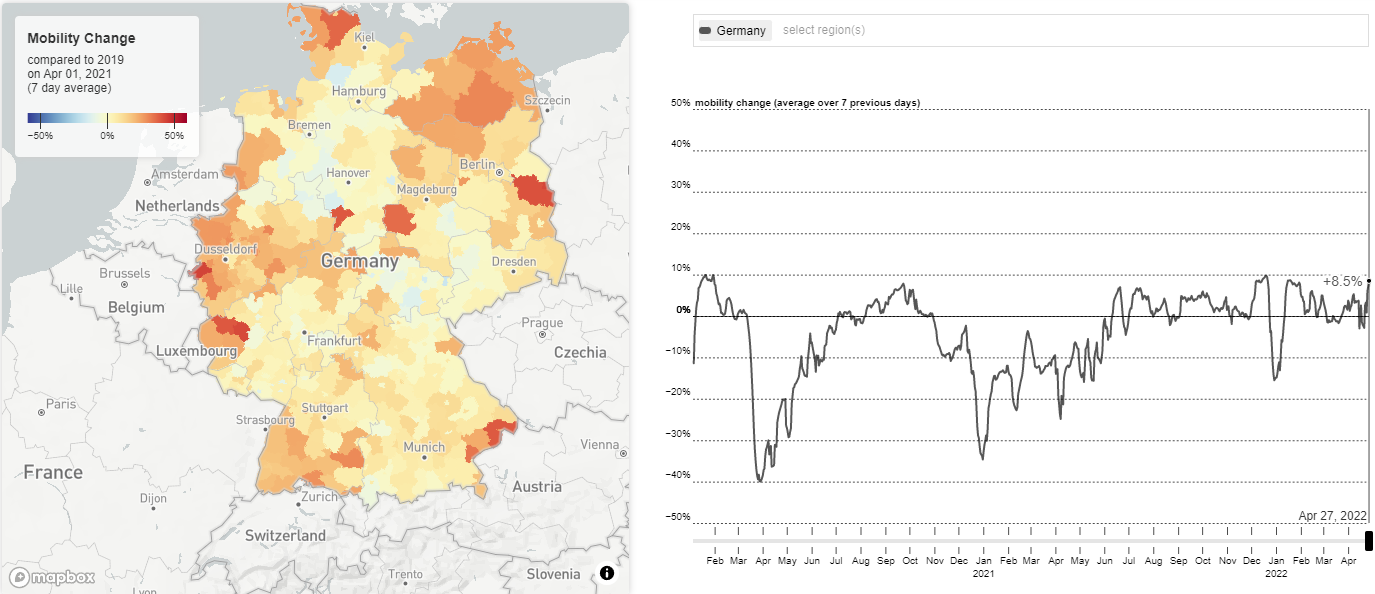 Mobility Change
compared to 2019
on Apr 01, 2021
(7 day average)
−50% 0% 50%
Kiel
Hamburg
Szczecin
Bremen
Berlin
Amsterdam
Hanover
Magdeburg
Netherlands
Dusseldorf
Germany
Dresden
Brussels
Lille
Belgium
Prague
Frankfurt
Luxembourg
Czechia
Paris
Stuttgart
Strasbourg
Munich
Vienna
France
Austria
Dijon
Zurich
Switzerland
Trento
Slovenia
mapbox
Lyon
i
Germany select region(s)
50% mobility change (average over 7 previous days)
40%
30%
20%
10%
+8.5%
0%
−10%
−20%
−30%
−40%
−50%
Apr 27, 2022
Feb Mar Apr May Jun Jul Aug Sep Oct Nov Dec Jan Feb Mar Apr May Jun Jul Aug Sep Oct Nov Dec Jan Feb Mar Apr
2021 2022